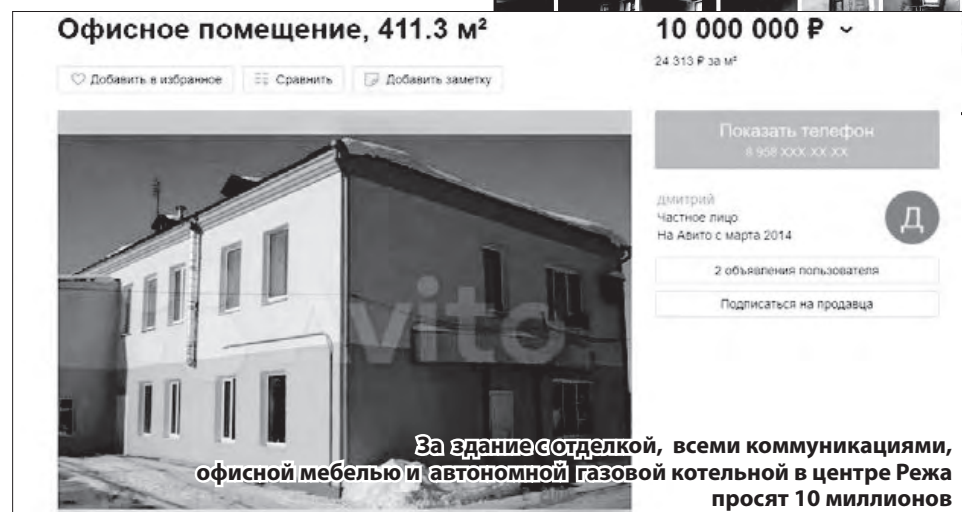 Офисное помещение, 411.3 м²
10 000 000 ₽
24 313 ₽ за м²
Добавить в избранное
Сравнить
Добавить заметку
Показать телефон
8 958 XXX-XX-XX
дмитрий
Частное лицо
На Авито с марта 2014
Д
2 объявления пользователя
Подписаться на продавца
Avito
За здание с отделкой, всеми коммуникациями,
офисной мебелью и автономной газовой котельной в центре Режа
просят 10 миллионов